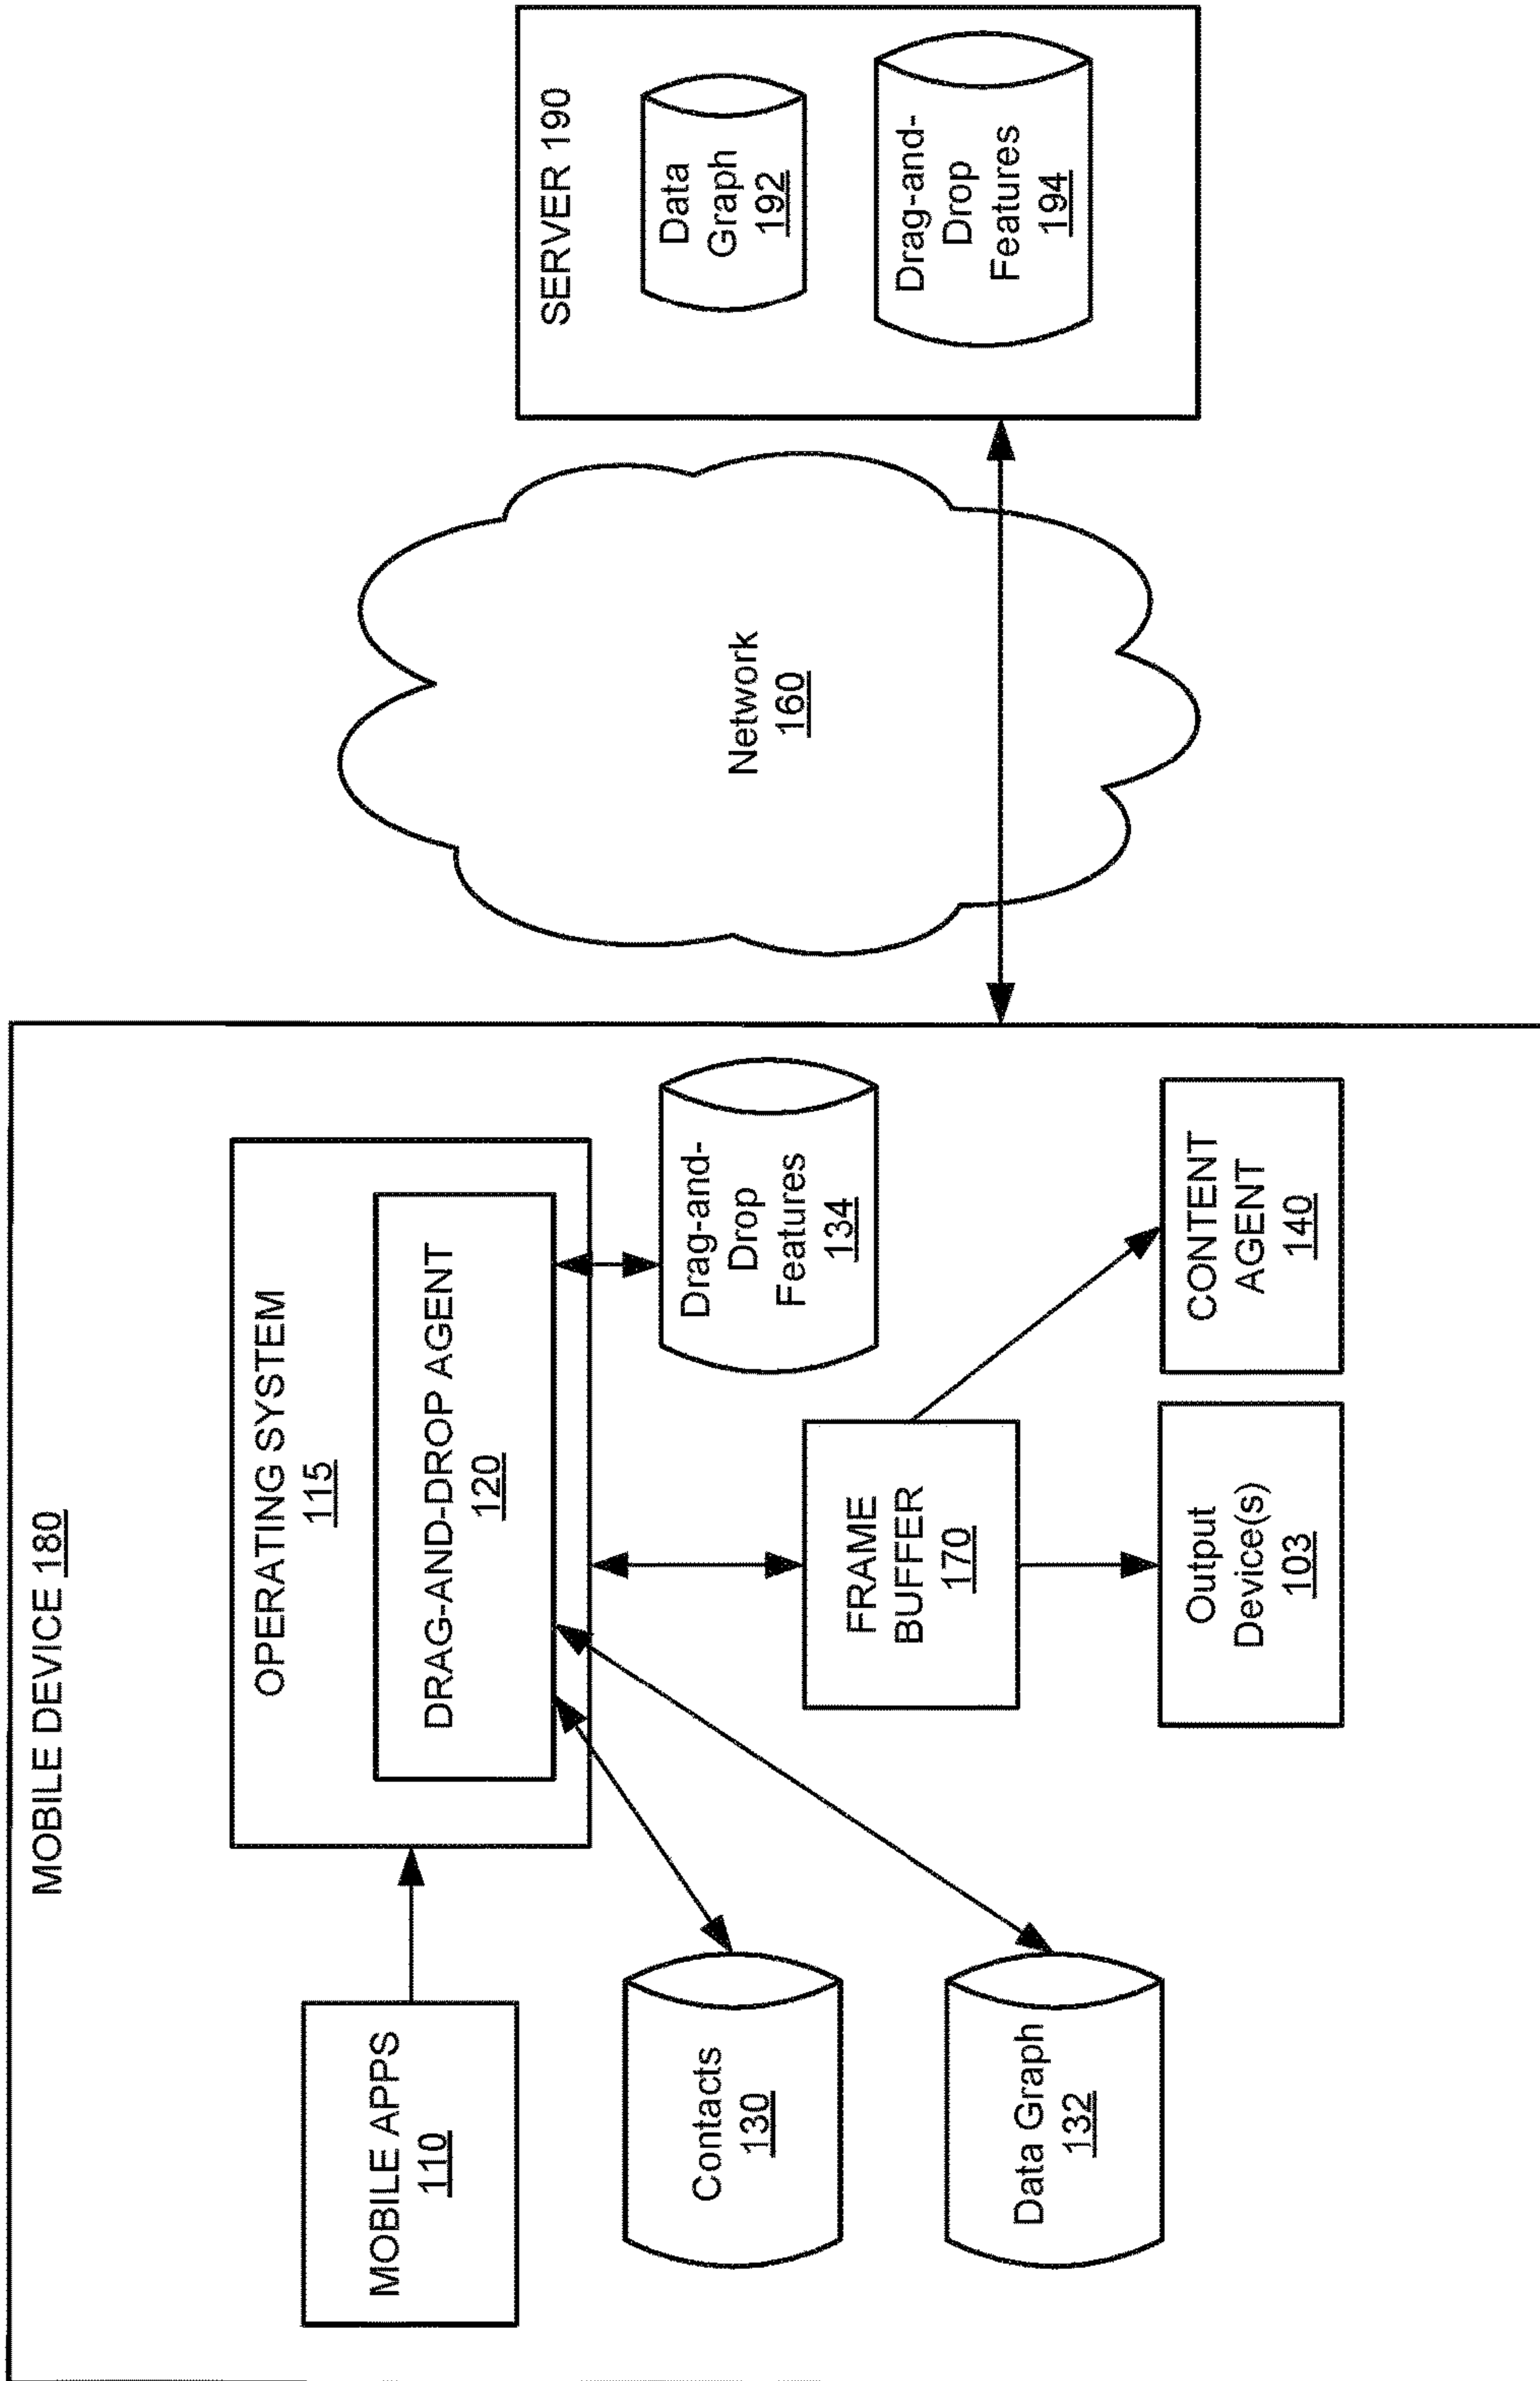 MOBILE DEVICE 180
MOBILE APPS
110
OPERATING SYSTEM
115
DRAG-AND-DROP AGENT
120
Contacts
130
Data Graph
132
Drag-and-
Drop
Features
134
FRAME
BUFFER
170
Output
Device(s)
103
CONTENT
AGENT
140
Network
160
SERVER 190
Data
Graph
192
Drag-and-
Drop
Features
194